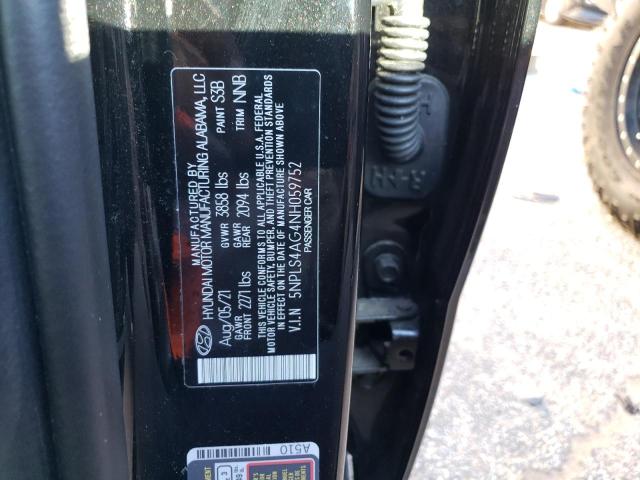 MANUFACTURED BY
HYUNDAI MOTOR MANUFACTURING ALABAMA, LLC
Aug/05/21 GVWR 3858 lbs PAINT S3B
GAWR FRONT 2271 lbs GAWR REAR 2094 lbs TRIM NNB
THIS VEHICLE CONFORMS TO ALL APPLICABLE U.S.A. FEDERAL
MOTOR VEHICLE SAFETY, BUMPER, AND THEFT PREVENTION STANDARDS
IN EFFECT ON THE DATE OF MANUFACTURE SHOWN ABOVE
V.I.N 5NPLS4AG4NH059752
PASSENGER CAR
A510
3